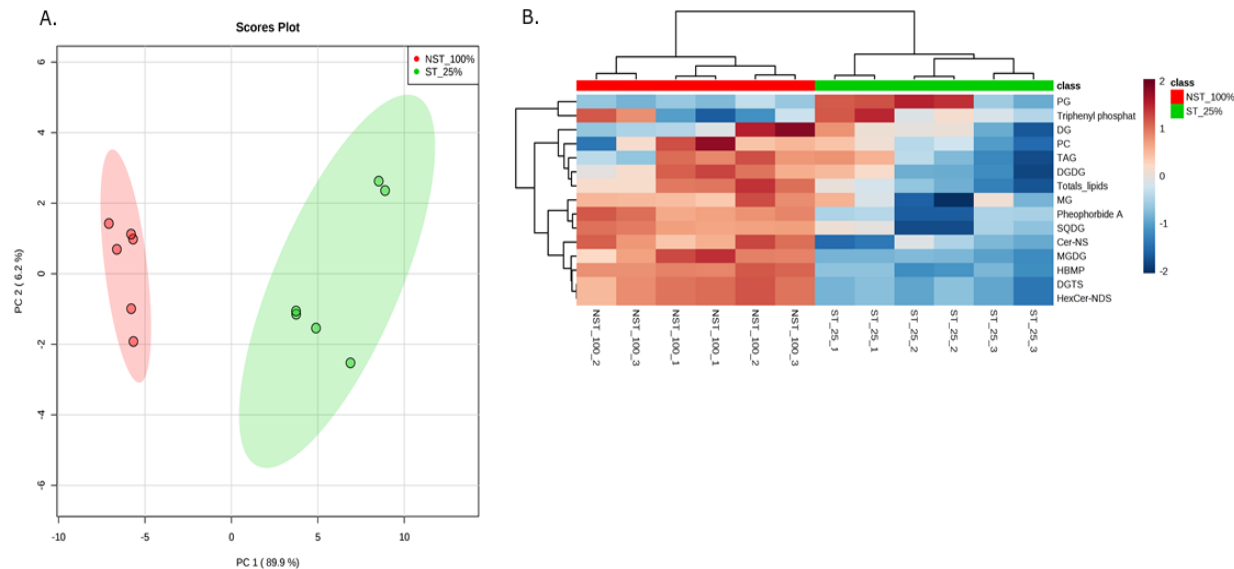 A.
Scores Plot
NST_100%
ST_25%
6
4
2
0
-2
-4
-6
PC 2 ( 6.2 %)
-10
-5
0
5
10
PC 1 ( 89.9 %)
B.
class
PG
Triphenyl phosphat
DG
PC
TAG
DGDG
Totals_lipids
MG
Pheophorbide A
SQDG
Cer-NS
MGDG
HBMP
DGTS
HexCer-NDS
NST_100_2
NST_100_3
NST_100_1
NST_100_1
NST_100_2
NST_100_3
ST_25_1
ST_25_1
ST_25_2
ST_25_2
ST_25_3
ST_25_3
2
1
0
-1
-2
class
NST_100%
ST_25%